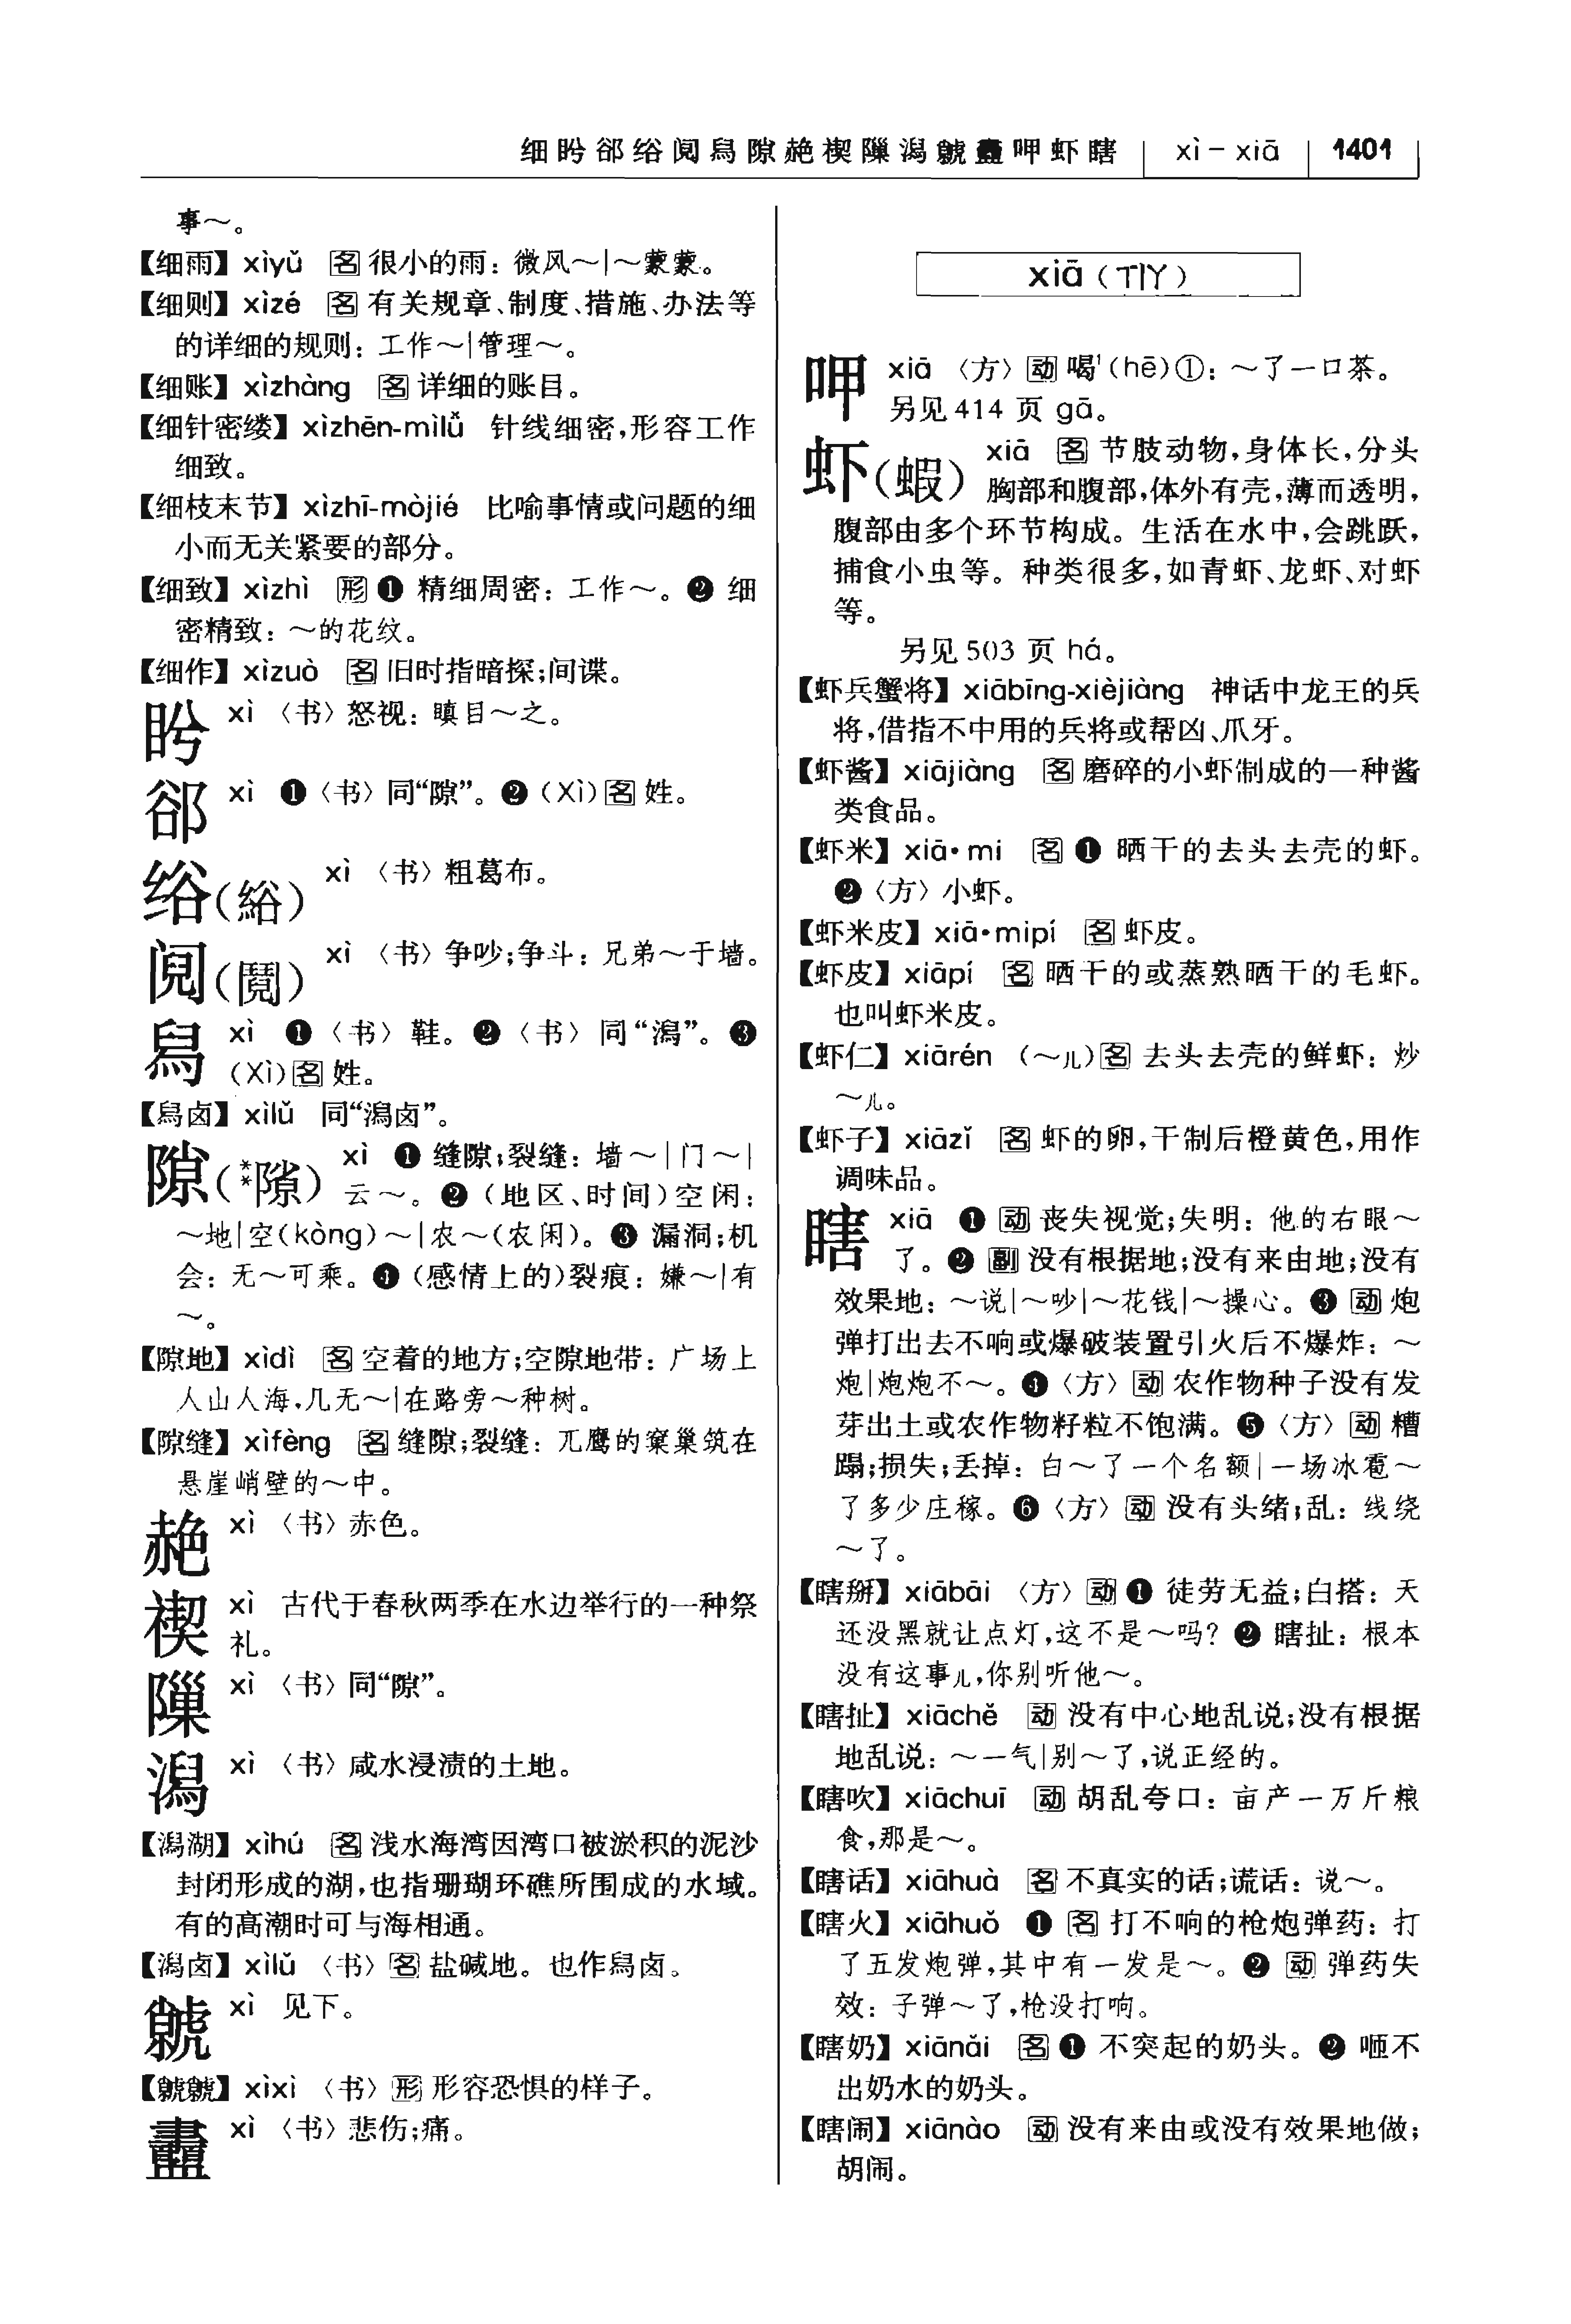 细盻郤绤阋舄隙赩禊隟潟虩衋呷虾瞎 xì－xiā 1401
事～。
【细雨】xìyǔ 名 很小的雨：微风～|～蒙蒙。
【细则】xìzé 名 有关规章、制度、措施、办法等
的详细的规则：工作～|管理～。
【细账】xìzhàng 名 详细的账目。
【细针密缕】xìzhēn-mìlǚ 针线细密，形容工作
细致。
【细枝末节】xìzhī-mòjié 比喻事情或问题的细
小而无关紧要的部分。
【细致】xìzhì 形 ❶ 精细周密：工作～。❷ 细
密精致：～的花纹。
【细作】xìzuò 名 旧时指暗探；间谍。
盻 xì 〈书〉怒视：瞋目～之。
郤 xì ❶〈书〉同“隙”。❷（Xì）名 姓。
绤（綌） xì 〈书〉粗葛布。
阋（鬩） xì 〈书〉争吵；争斗：兄弟～于墙。
舄 xì ❶〈书〉鞋。❷〈书〉同“潟”。❸
（Xì）名 姓。
【舄卤】xìlǔ 同“潟卤”。
隙（**隙） xì ❶ 缝隙；裂缝：墙～|门～|
云～。❷（地区、时间）空闲：
～地|空（kòng）～|农～（农闲）。❸ 漏洞；机
会：无～可乘。❹（感情上的）裂痕：嫌～|有
～。
【隙地】xìdì 名 空着的地方；空隙地带：广场上
人山人海，几无～|在路旁～种树。
【隙缝】xìfèng 名 缝隙；裂缝：兀鹰的窠巢筑在
悬崖峭壁的～中。
赩 xì 〈书〉赤色。
禊 xì 古代于春秋两季在水边举行的一种祭
礼。
隟 xì 〈书〉同“隙”。
潟 xì 〈书〉咸水浸渍的土地。
【潟湖】xìhú 名 浅水海湾因湾口被淤积的泥沙
封闭形成的湖，也指珊瑚环礁所围成的水域。
有的高潮时可与海相通。
【潟卤】xìlǔ 〈书〉名 盐碱地。也作舄卤。
虩 xì 见下。
【虩虩】xìxì 〈书〉形 形容恐惧的样子。
衋 xì 〈书〉悲伤；痛。
xiā（ㄒㄧㄚ）
呷 xiā 〈方〉动 喝¹（hē）①：～了一口茶。
另见 414 页 gā。
虾（蝦） xiā 名 节肢动物，身体长，分头
胸部和腹部，体外有壳，薄而透明，
腹部由多个环节构成。生活在水中，会跳跃，
捕食小虫等。种类很多，如青虾、龙虾、对虾
等。
另见 503 页 há。
【虾兵蟹将】xiābīng-xièjiàng 神话中龙王的兵
将，借指不中用的兵将或帮凶、爪牙。
【虾酱】xiājiàng 名 磨碎的小虾制成的一种酱
类食品。
【虾米】xiā·mi 名 ❶ 晒干的去头去壳的虾。
❷〈方〉小虾。
【虾米皮】xiā·mipí 名 虾皮。
【虾皮】xiāpí 名 晒干的或蒸熟晒干的毛虾。
也叫虾米皮。
【虾仁】xiārén （～儿）名 去头去壳的鲜虾：炒
～儿。
【虾子】xiāzǐ 名 虾的卵，干制后橙黄色，用作
调味品。
瞎 xiā ❶ 动 丧失视觉；失明：他的右眼～
了。❷ 副 没有根据地；没有来由地；没有
效果地：～说|～吵|～花钱|～操心。❸ 动 炮
弹打出去不响或爆破装置引火后不爆炸：～
炮|炮炮不～。❹〈方〉动 农作物种子没有发
芽出土或农作物籽粒不饱满。❺〈方〉动 糟
蹋；损失；丢掉：白～了一个名额|一场冰雹～
了多少庄稼。❻〈方〉动 没有头绪；乱：线绕
～了。
【瞎掰】xiābāi 〈方〉动 ❶ 徒劳无益；白搭：天
还没黑就让点灯，这不是～吗？❷ 瞎扯：根本
没有这事儿，你别听他～。
【瞎扯】xiāchě 动 没有中心地乱说；没有根据
地乱说：～一气|别～了，说正经的。
【瞎吹】xiāchuī 动 胡乱夸口：亩产一万斤粮
食，那是～。
【瞎话】xiāhuà 名 不真实的话；谎话：说～。
【瞎火】xiāhuǒ ❶ 名 打不响的枪炮弹药：打
了五发炮弹，其中有一发是～。❷ 动 弹药失
效：子弹～了，枪没打响。
【瞎奶】xiānǎi 名 ❶ 不突起的奶头。❷ 咂不
出奶水的奶头。
【瞎闹】xiānào 动 没有来由或没有效果地做；
胡闹。